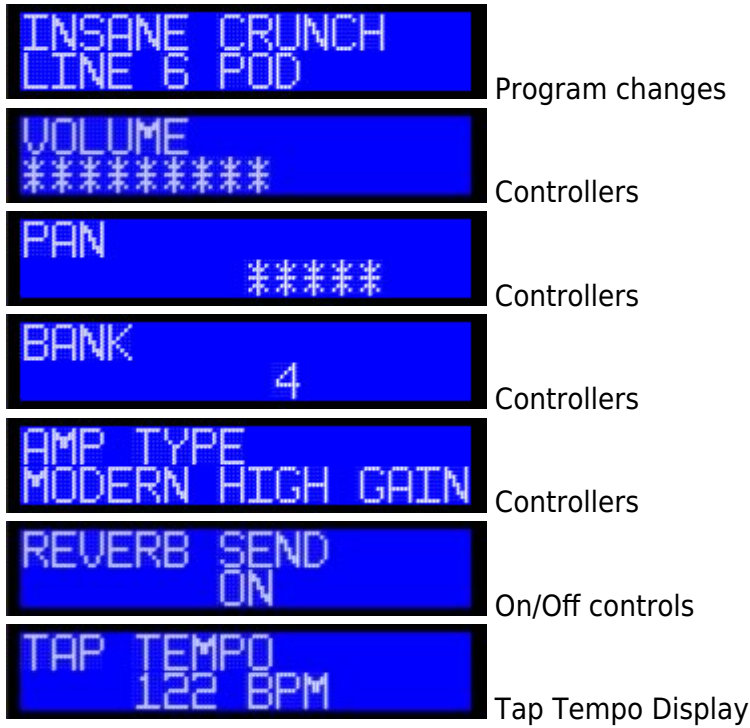 INSANE CRUNCH
LINE 6 POD
Program changes
VOLUME
*********
Controllers
PAN
*****
Controllers
BANK
4
Controllers
AMP TYPE
MODERN HIGH GAIN
Controllers
REVERB SEND
ON
On/Off controls
TAP TEMPO
122 BPM
Tap Tempo Display